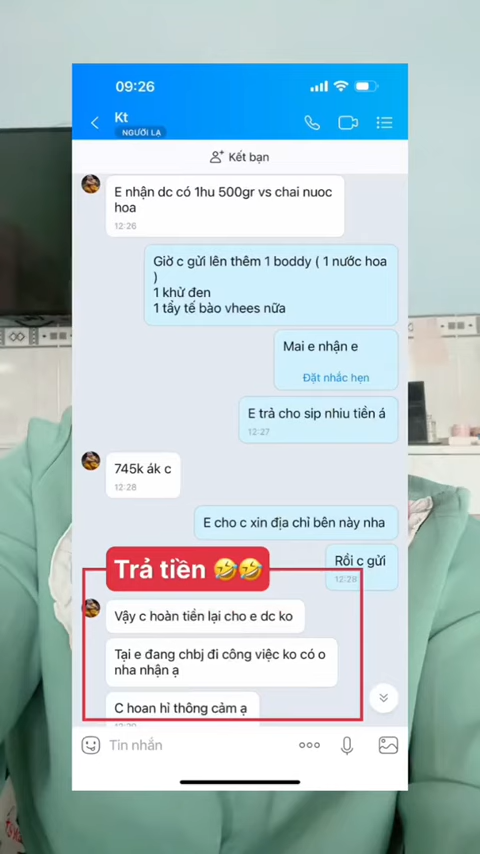 09:26
Kt
NGƯỜI LẠ
Kết bạn
E nhận dc có 1hu 500gr vs chai nuoc
hoa
12:26
Giờ c gửi lên thêm 1 boddy ( 1 nước hoa
)
1 khử đen
1 tẩy tế bào vhees nữa
Mai e nhận e
Đặt nhắc hẹn
E trả cho sip nhiu tiền á
12:27
745k ák c
12:28
E cho c xin địa chỉ bên này nha
Rồi c gửi
12:28
Trả tiền 🤣🤣
Vậy c hoàn tiền lại cho e dc ko
Tại e đang chbj đi công việc ko có o
nha nhận ạ
C hoan hỉ thông cảm ạ
Tin nhắn